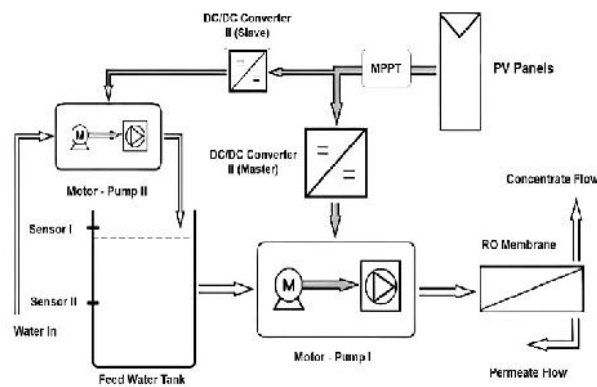 DC/DC Converter
II (Slave)
MPPT
PV Panels
M
Motor - Pump II
DC/DC Converter
II (Master)
Concentrate Flow
Sensor I
RO Membrane
M
Sensor II
Water In
Motor - Pump I
Feed Water Tank
Permeate Flow